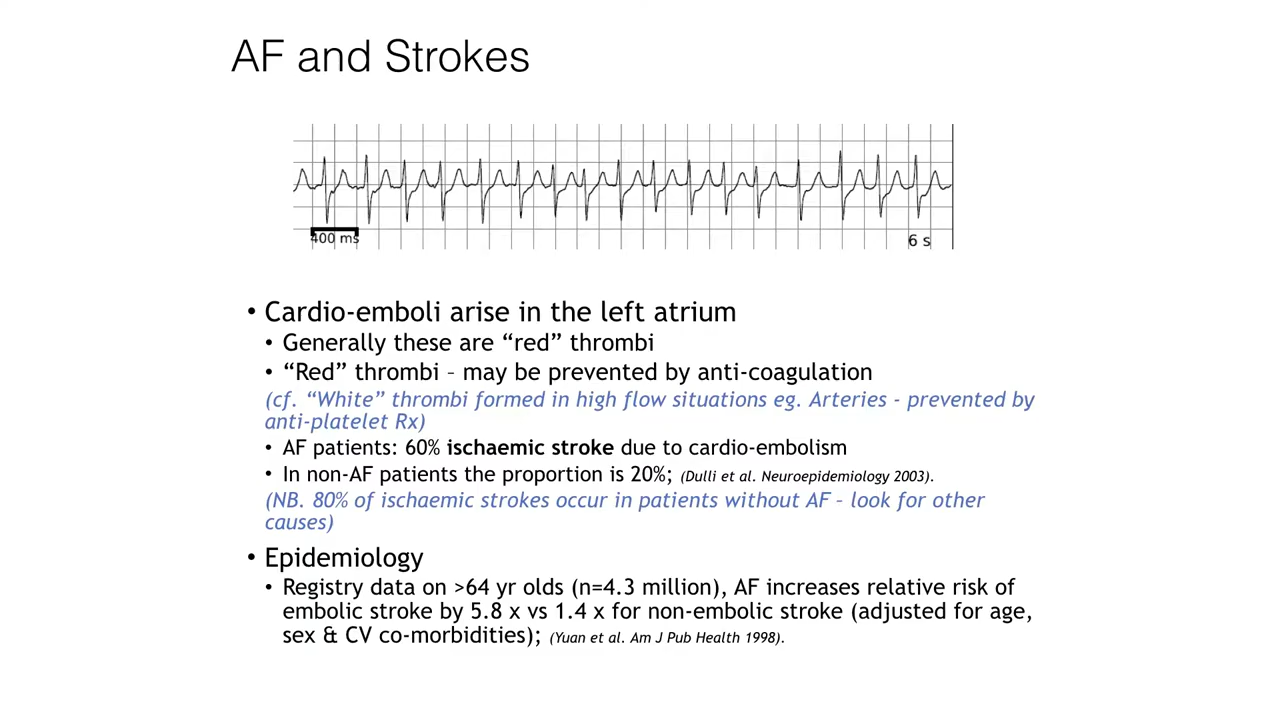 AF and Strokes
400 ms
6 s
• Cardio-emboli arise in the left atrium
• Generally these are “red” thrombi
• “Red” thrombi – may be prevented by anti-coagulation
(cf. “White” thrombi formed in high flow situations eg. Arteries - prevented by
anti-platelet Rx)
• AF patients: 60% ischaemic stroke due to cardio-embolism
• In non-AF patients the proportion is 20%; (Dulli et al. Neuroepidemiology 2003).
(NB. 80% of ischaemic strokes occur in patients without AF – look for other
causes)
• Epidemiology
• Registry data on >64 yr olds (n=4.3 million), AF increases relative risk of
embolic stroke by 5.8 x vs 1.4 x for non-embolic stroke (adjusted for age,
sex & CV co-morbidities); (Yuan et al. Am J Pub Health 1998).